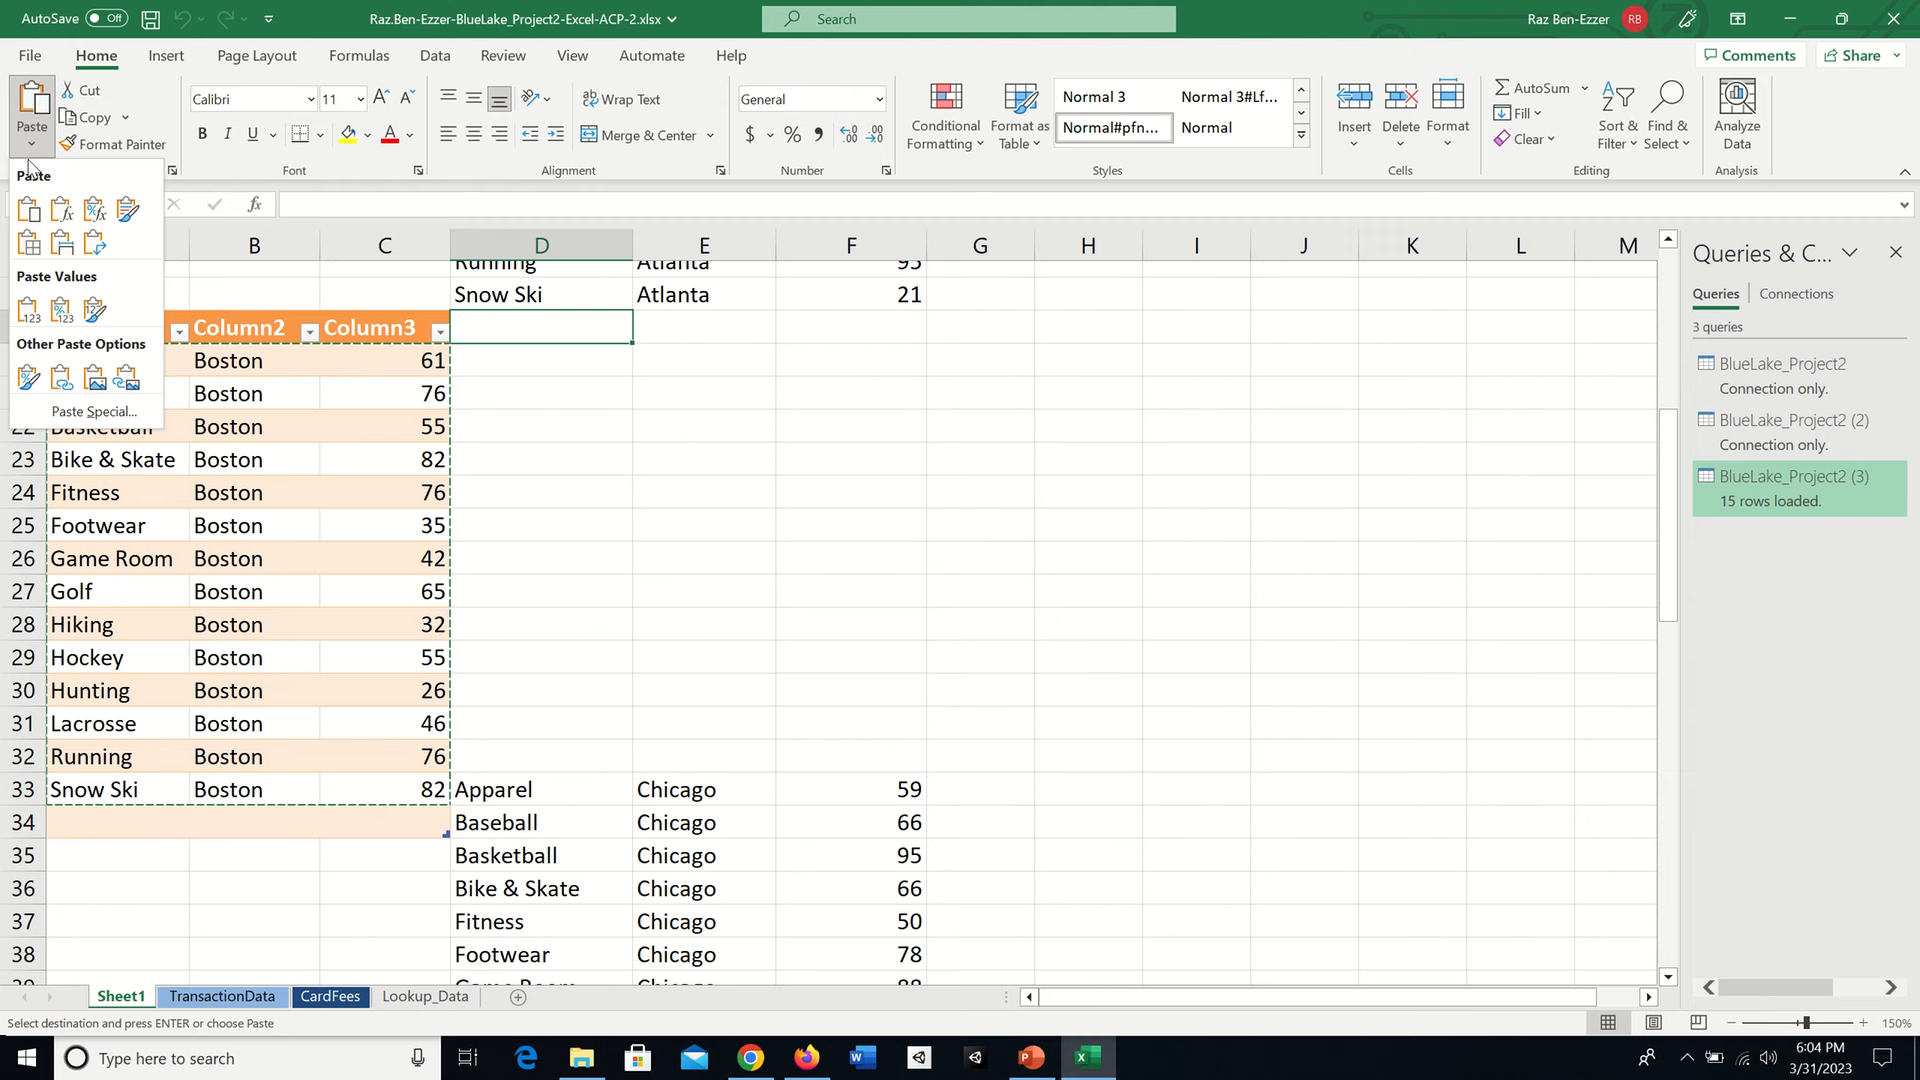 AutoSave Off Raz.Ben-Ezzer-BlueLake_Project2-Excel-ACP-2.xlsx Search Raz Ben-Ezzer RB
File Home Insert Page Layout Formulas Data Review View Automate Help Comments Share
Paste Cut Copy Format Painter
Calibri 11 B I U
Wrap Text Merge & Center
General $ %
Conditional Formatting Format as Table
Normal 3 Normal 3#Lf... Normal#pfn... Normal
Insert Delete Format
AutoSum Fill Clear Sort & Filter Find & Select Analyze Data
Font Alignment Number Styles Cells Editing Analysis
Paste
Paste Values
Other Paste Options
Paste Special...
fx
B C D E F G H I J K L M
Running Atlanta 95
Snow Ski Atlanta 21
Column2 Column3
Boston 61
Boston 76
22 Basketball Boston 55
23 Bike & Skate Boston 82
24 Fitness Boston 76
25 Footwear Boston 35
26 Game Room Boston 42
27 Golf Boston 65
28 Hiking Boston 32
29 Hockey Boston 55
30 Hunting Boston 26
31 Lacrosse Boston 46
32 Running Boston 76
33 Snow Ski Boston 82 Apparel Chicago 59
34 Baseball Chicago 66
35 Basketball Chicago 95
36 Bike & Skate Chicago 66
37 Fitness Chicago 50
38 Footwear Chicago 78
39 Game Room Chicago 88
Queries & C...
Queries Connections
3 queries
BlueLake_Project2
Connection only.
BlueLake_Project2 (2)
Connection only.
BlueLake_Project2 (3)
15 rows loaded.
Sheet1 TransactionData CardFees Lookup_Data
Select destination and press ENTER or choose Paste 150%
Type here to search 6:04 PM
3/31/2023